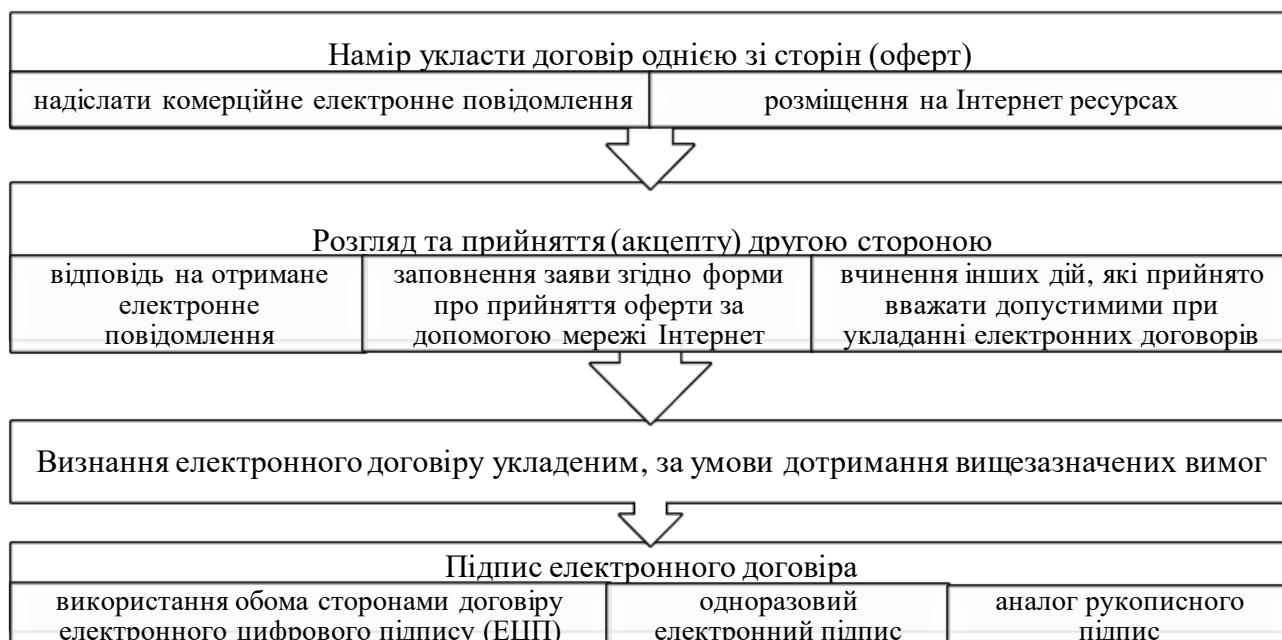 Намір укласти договір однією зі сторін (оферт)
надіслати комерційне електронне повідомлення
розміщення на Інтернет ресурсах
Розгляд та прийняття (акцепту) другою стороною
відповідь на отримане
електронне
повідомлення
заповнення заяви згідно форми
про прийняття оферти за
допомогою мережі Інтернет
вчинення інших дій, які прийнято
вважати допустимими при
укладанні електронних договорів
Визнання електронного договіру укладеним, за умови дотримання вищезазначених вимог
Підпис електронного договіра
використання обома сторонами договіру
електронного цифрового підпису (ЕЦП)
одноразовий
електронний підпис
аналог рукописного
підпис